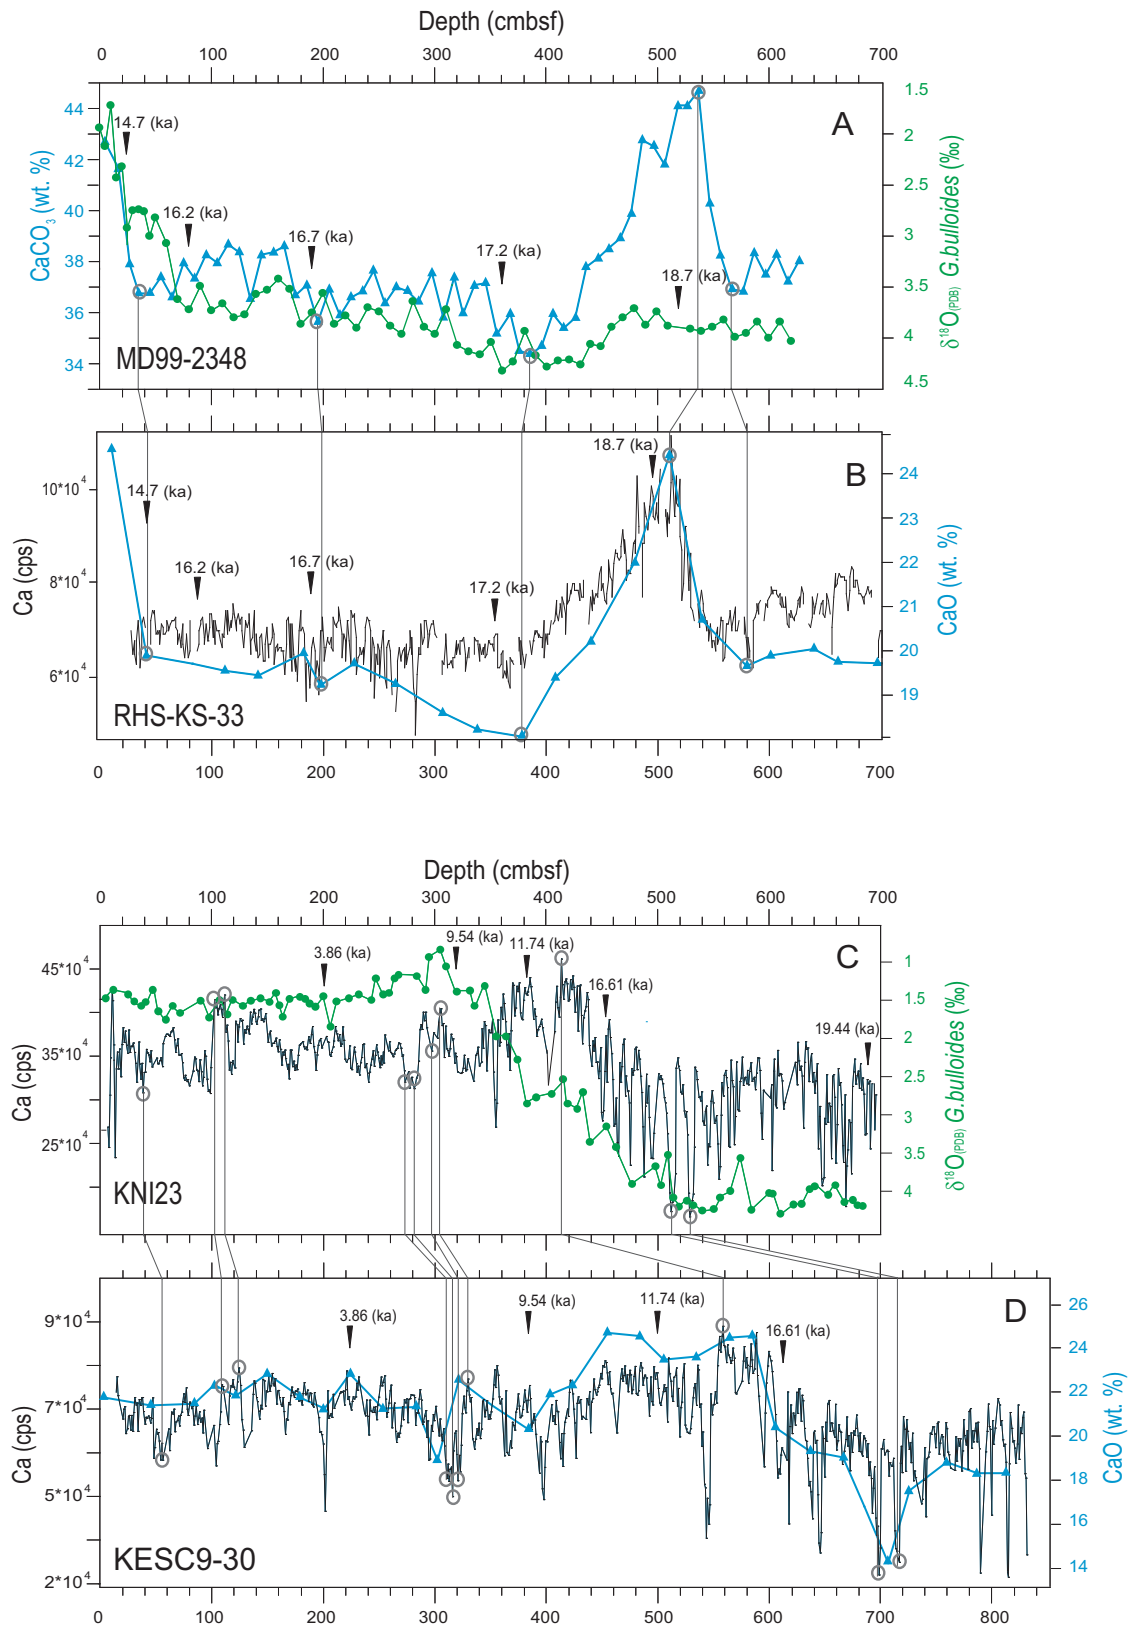 Depth (cmbsf)
0 100 200 300 400 500 600 700
A
14.7 (ka)
16.2 (ka)
16.7 (ka)
17.2 (ka)
18.7 (ka)
44
42
40
38
36
34
CaCO3 (wt. %)
1.5
2
2.5
3
3.5
4
4.5
δ18O(PDB) G.bulloides (‰)
MD99-2348
B
18.7 (ka)
14.7 (ka)
16.2 (ka)
16.7 (ka)
17.2 (ka)
10*10 4
8*10 4
6*10 4
Ca (cps)
24
23
22
21
20
19
CaO (wt. %)
RHS-KS-33
0 100 200 300 400 500 600 700
Depth (cmbsf)
0 100 200 300 400 500 600 700
C
3.86 (ka)
9.54 (ka)
11.74 (ka)
16.61 (ka)
19.44 (ka)
45*10 4
35*10 4
25*10 4
Ca (cps)
1
1.5
2
2.5
3
3.5
4
δ18O(PDB) G.bulloides (‰)
KNI23
D
3.86 (ka)
9.54 (ka)
11.74 (ka)
16.61 (ka)
9*10 4
7*10 4
5*10 4
2*10 4
Ca (cps)
26
24
22
20
18
16
14
CaO (wt. %)
KESC9-30
0 100 200 300 400 500 600 700 800